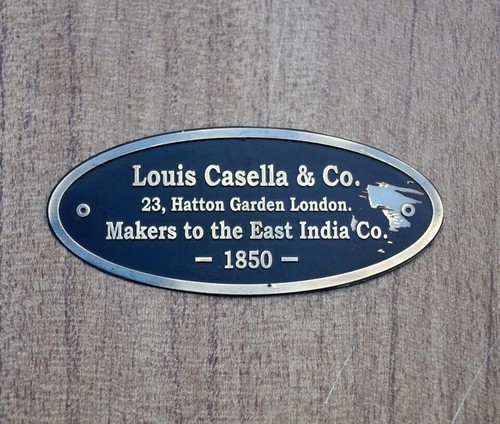 Louis Casella & Co.
23, Hatton Garden London.
Makers to the East India Co.
– 1850 –